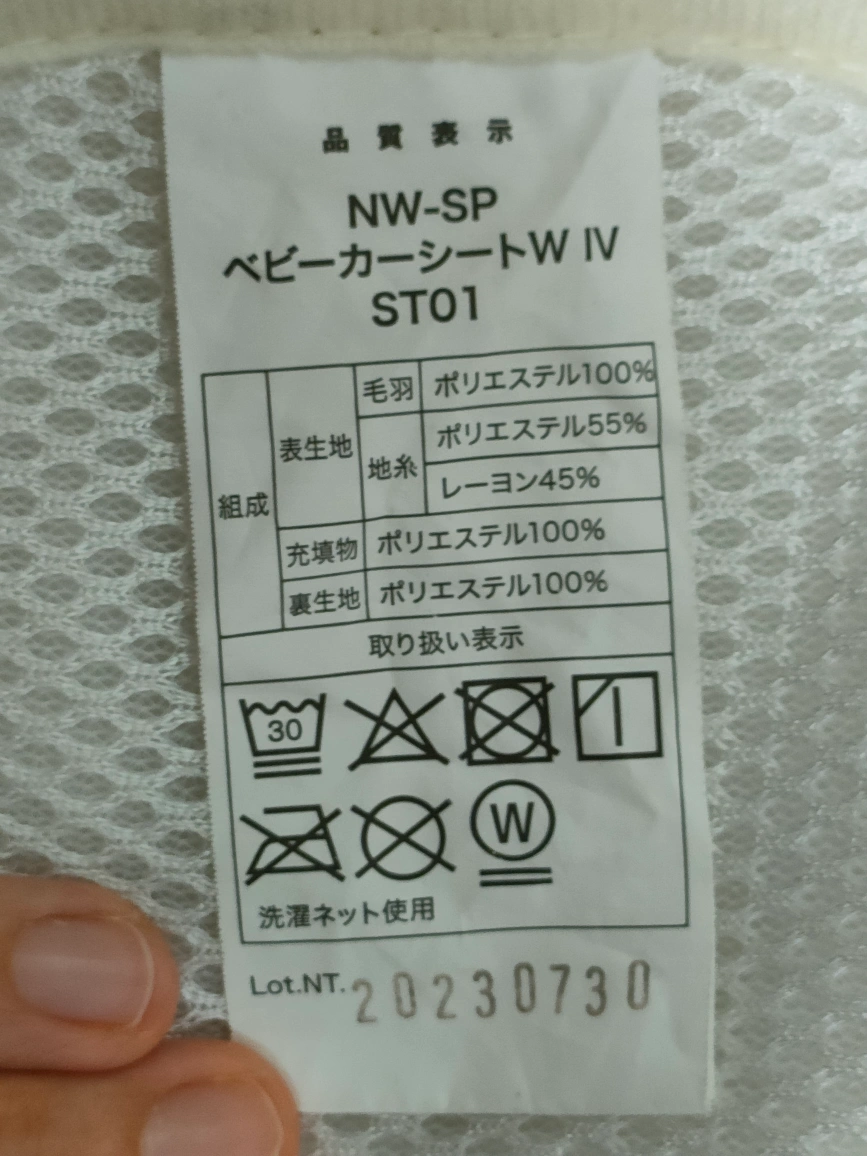 品質表示
NW-SP
ベビーカーシートW Ⅳ
ST01
組成 表生地 毛羽 ポリエステル100%
地糸 ポリエステル55%
レーヨン45%
充填物 ポリエステル100%
裏生地 ポリエステル100%
取り扱い表示
30
W
洗濯ネット使用
Lot.NT. 20230730